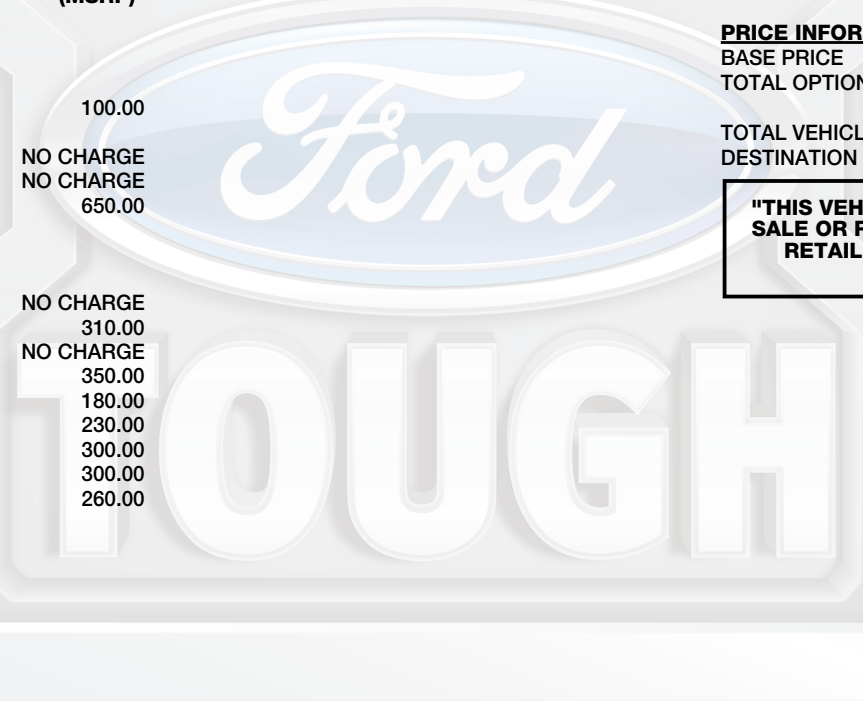 (MSRP)
100.00
NO CHARGE
NO CHARGE
650.00
NO CHARGE
310.00
NO CHARGE
350.00
180.00
230.00
300.00
300.00
260.00
PRICE INFOR
BASE PRICE
TOTAL OPTION
TOTAL VEHICL
DESTINATION
"THIS VEH
SALE OR F
RETAIL
Ford
TOUGH